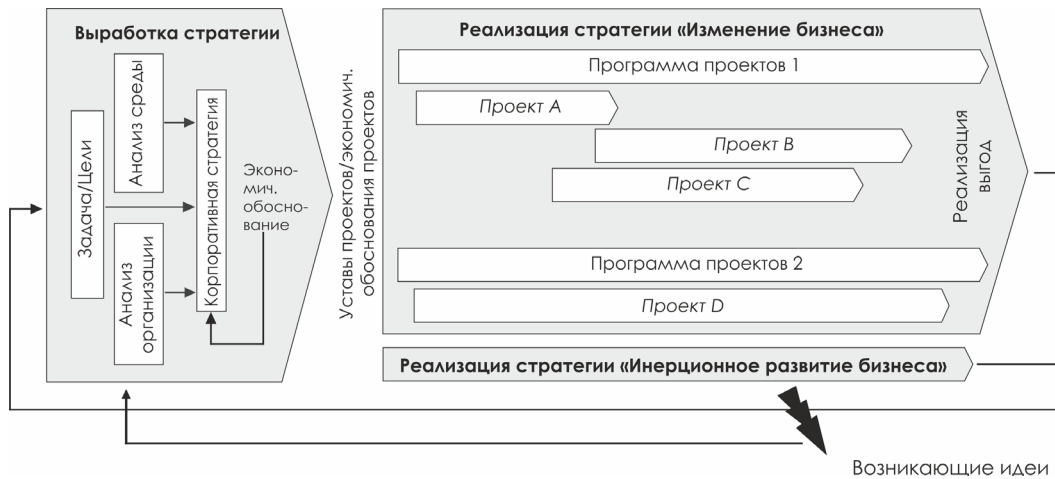 Выработка стратегии
Задача/Цели
Анализ среды
Анализ
организации
Корпоративная стратегия
Эконо-
мич.
обосно-
вание
Уставы проектов/экономич.
обоснования проектов
Реализация стратегии «Изменение бизнеса»
Программа проектов 1
Проект A
Проект B
Проект C
Реализация
выгод
Программа проектов 2
Проект D
Реализация стратегии «Инерционное развитие бизнеса»
Возникающие идеи